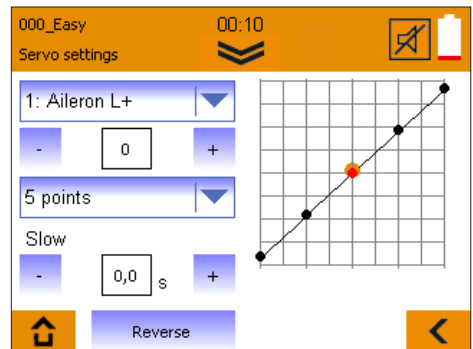 000_Easy
00:10
Servo settings
1: Aileron L+
- 0 +
5 points
Slow
- 0,0 s +
Reverse